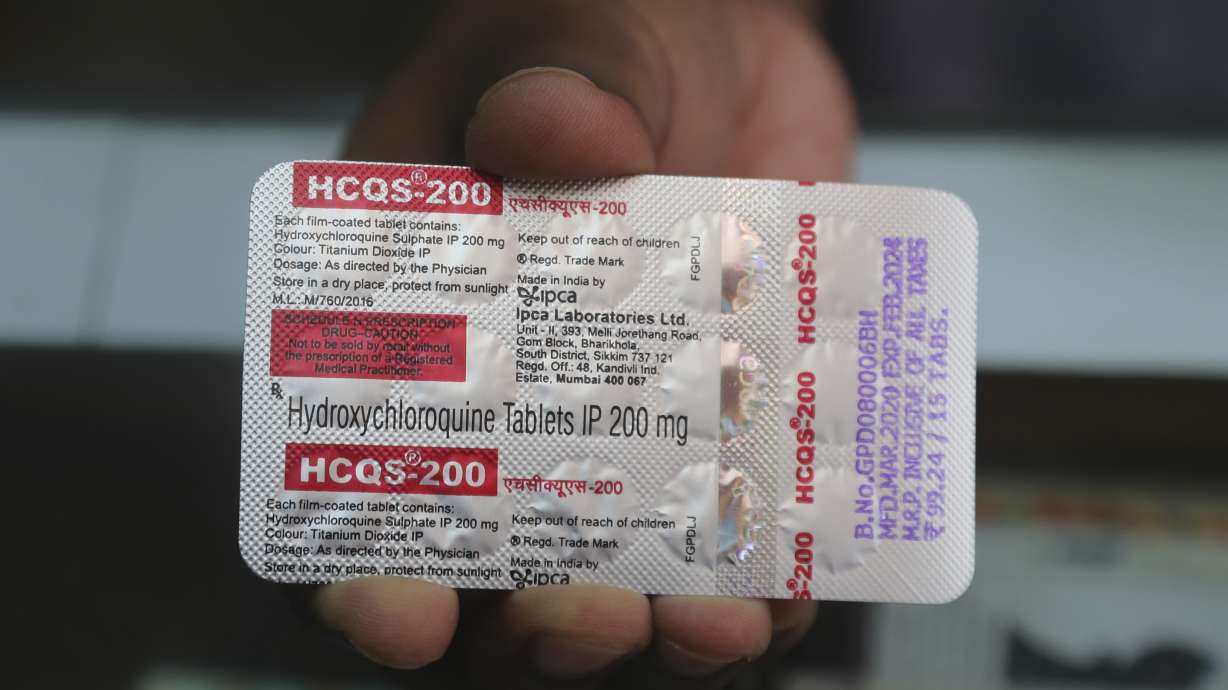 HCQS®-200 एचसीक्यूएस-200
Each film-coated tablet contains:
Hydroxychloroquine Sulphate IP 200 mg
Colour: Titanium Dioxide IP
Dosage: As directed by the Physician
Store in a dry place, protect from sunlight
M.L.: M/760/2016
SCHEDULE H PRESCRIPTION
DRUG-CAUTION
Not to be sold by retail without
the prescription of a Registered
Medical Practitioner.
Keep out of reach of children
® Regd. Trade Mark
Made in India by
ipca
Ipca Laboratories Ltd.
Unit - II, 393, Melli Jorethang Road,
Gom Block, Bharikhola,
South District, Sikkim 737 121
Regd. Off.: 48, Kandivli Ind.
Estate, Mumbai 400 067
FGPDLJ
Rx
Hydroxychloroquine Tablets IP 200 mg
HCQS®-200 एचसीक्यूएस-200
Each film-coated tablet contains:
Hydroxychloroquine Sulphate IP 200 mg
Colour: Titanium Dioxide IP
Dosage: As directed by the Physician
Store in a dry place, protect from sunlight
Keep out of reach of children
® Regd. Trade Mark
Made in India by
ipca
FGPDLJ
ipca
HCQS®-200
HCQS®-200
S®-200
B.No.GPD080006BH
MFD.MAR.2020 EXP.FEB.2024
M.R.P. INCLUSIVE OF ALL TAXES
₹ 99.24 / 15 TABS.